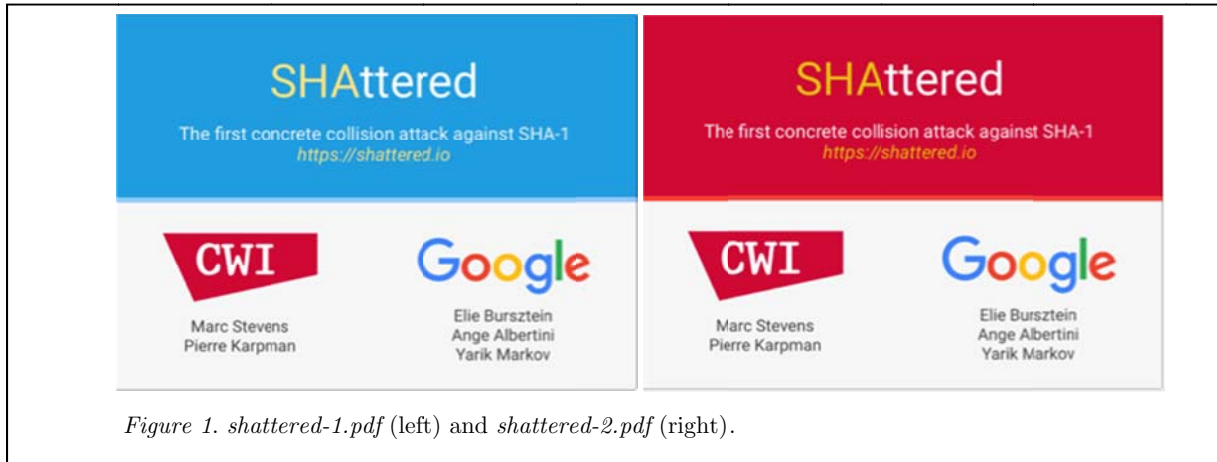 SHAttered
The first concrete collision attack against SHA-1
https://shattered.io
CWI
Marc Stevens
Pierre Karpman
Google
Elie Bursztein
Ange Albertini
Yarik Markov
SHAttered
The first concrete collision attack against SHA-1
https://shattered.io
CWI
Marc Stevens
Pierre Karpman
Google
Elie Bursztein
Ange Albertini
Yarik Markov
Figure 1. shattered-1.pdf (left) and shattered-2.pdf (right).